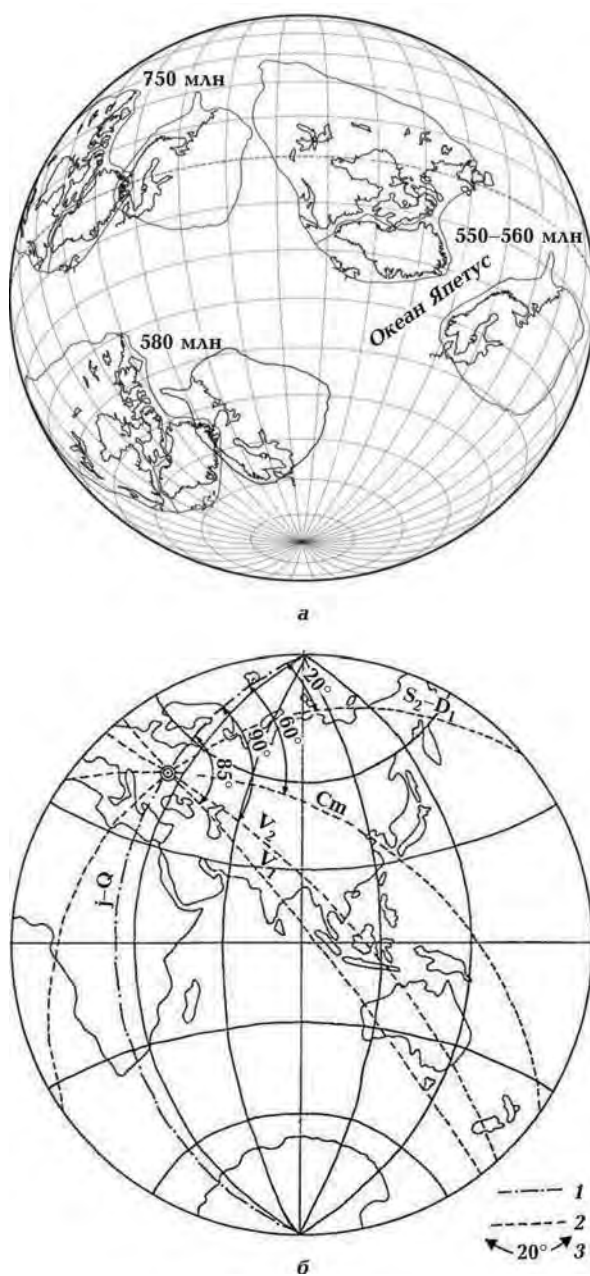 750 млн
550–560 млн
Океан Япетус
580 млн
а
20°
S₂–D₁
60°
90°
85°
Cm
V₂
V₁
j–Q
1
2
20° 3
б